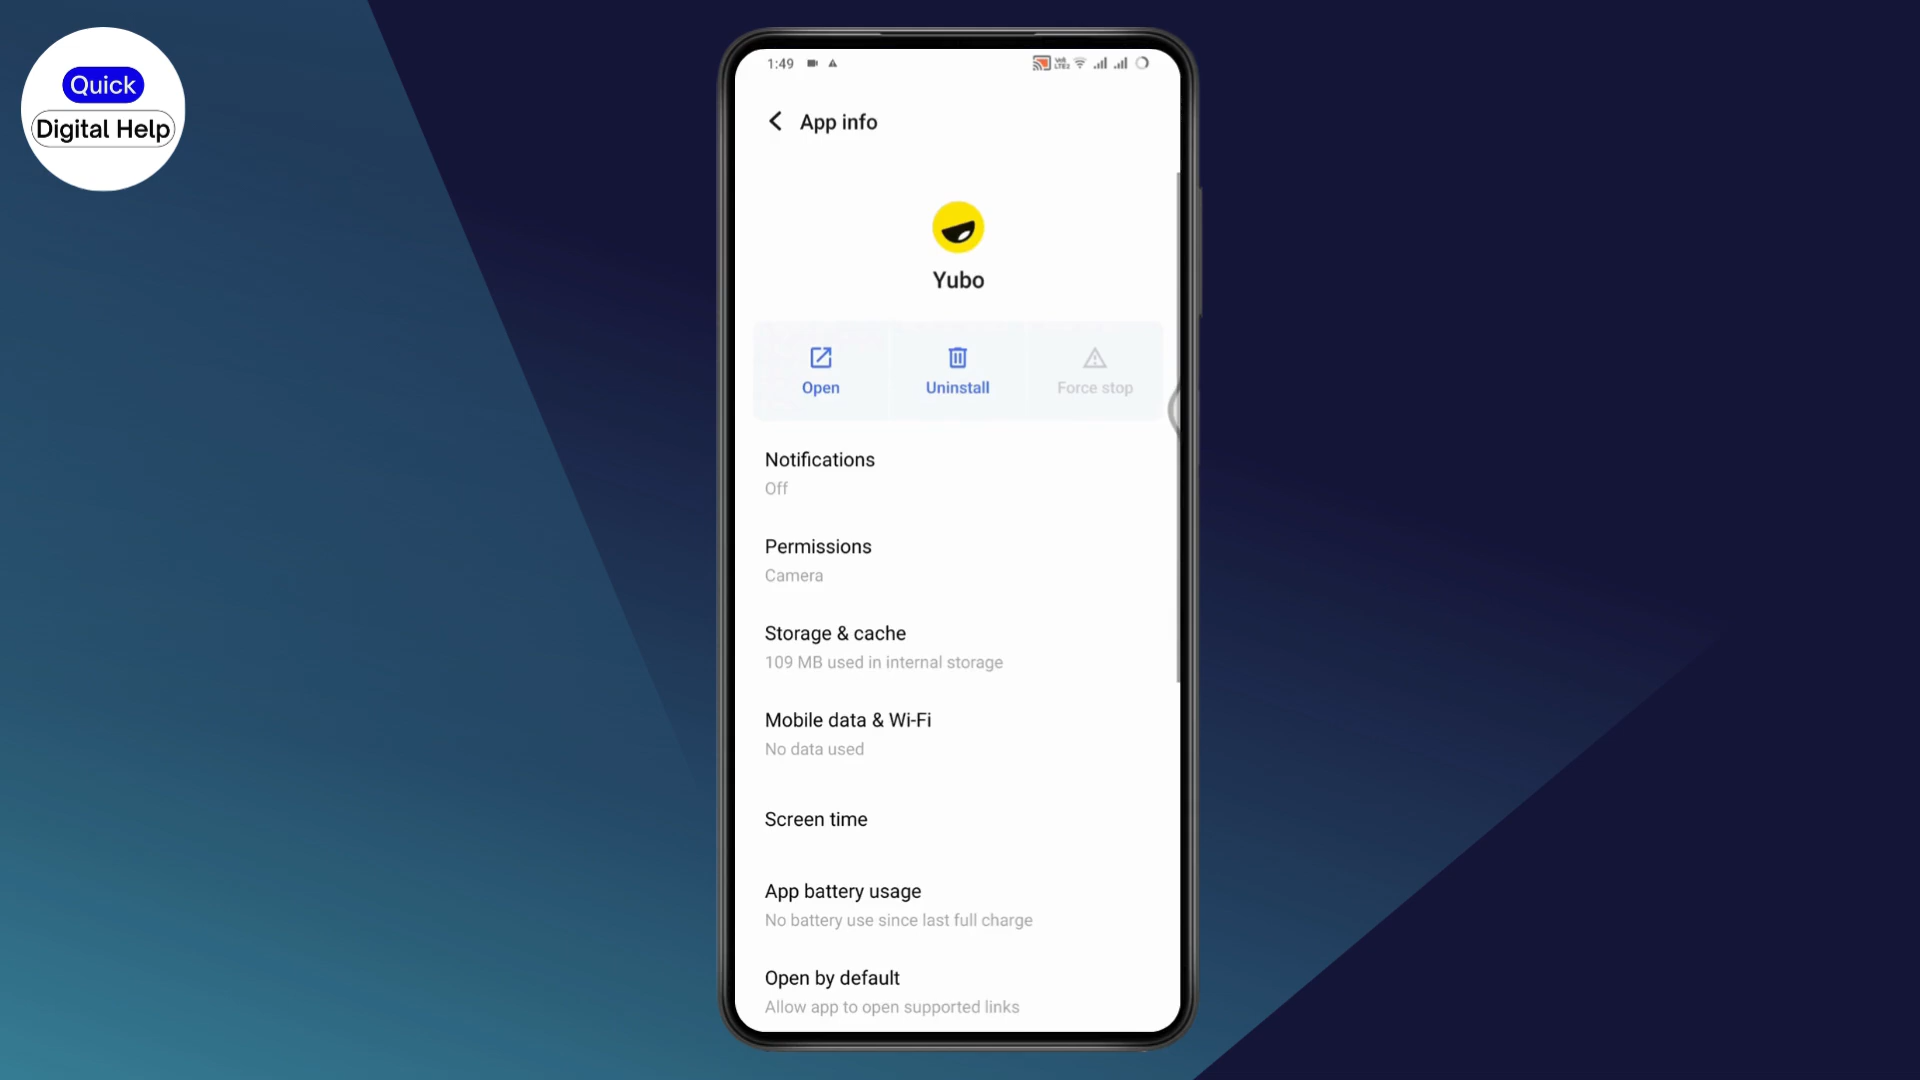 Quick
Digital Help
1:49
App info
Yubo
Open
Uninstall
Force stop
Notifications
Off
Permissions
Camera
Storage & cache
109 MB used in internal storage
Mobile data & Wi-Fi
No data used
Screen time
App battery usage
No battery use since last full charge
Open by default
Allow app to open supported links